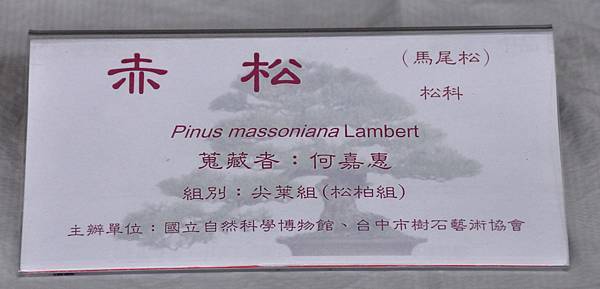 赤松
(馬尾松)
松科
Pinus massoniana Lambert
蒐藏者：何嘉惠
組別：尖葉組(松柏組)
主辦單位：國立自然科學博物館、台中市樹石藝術協會